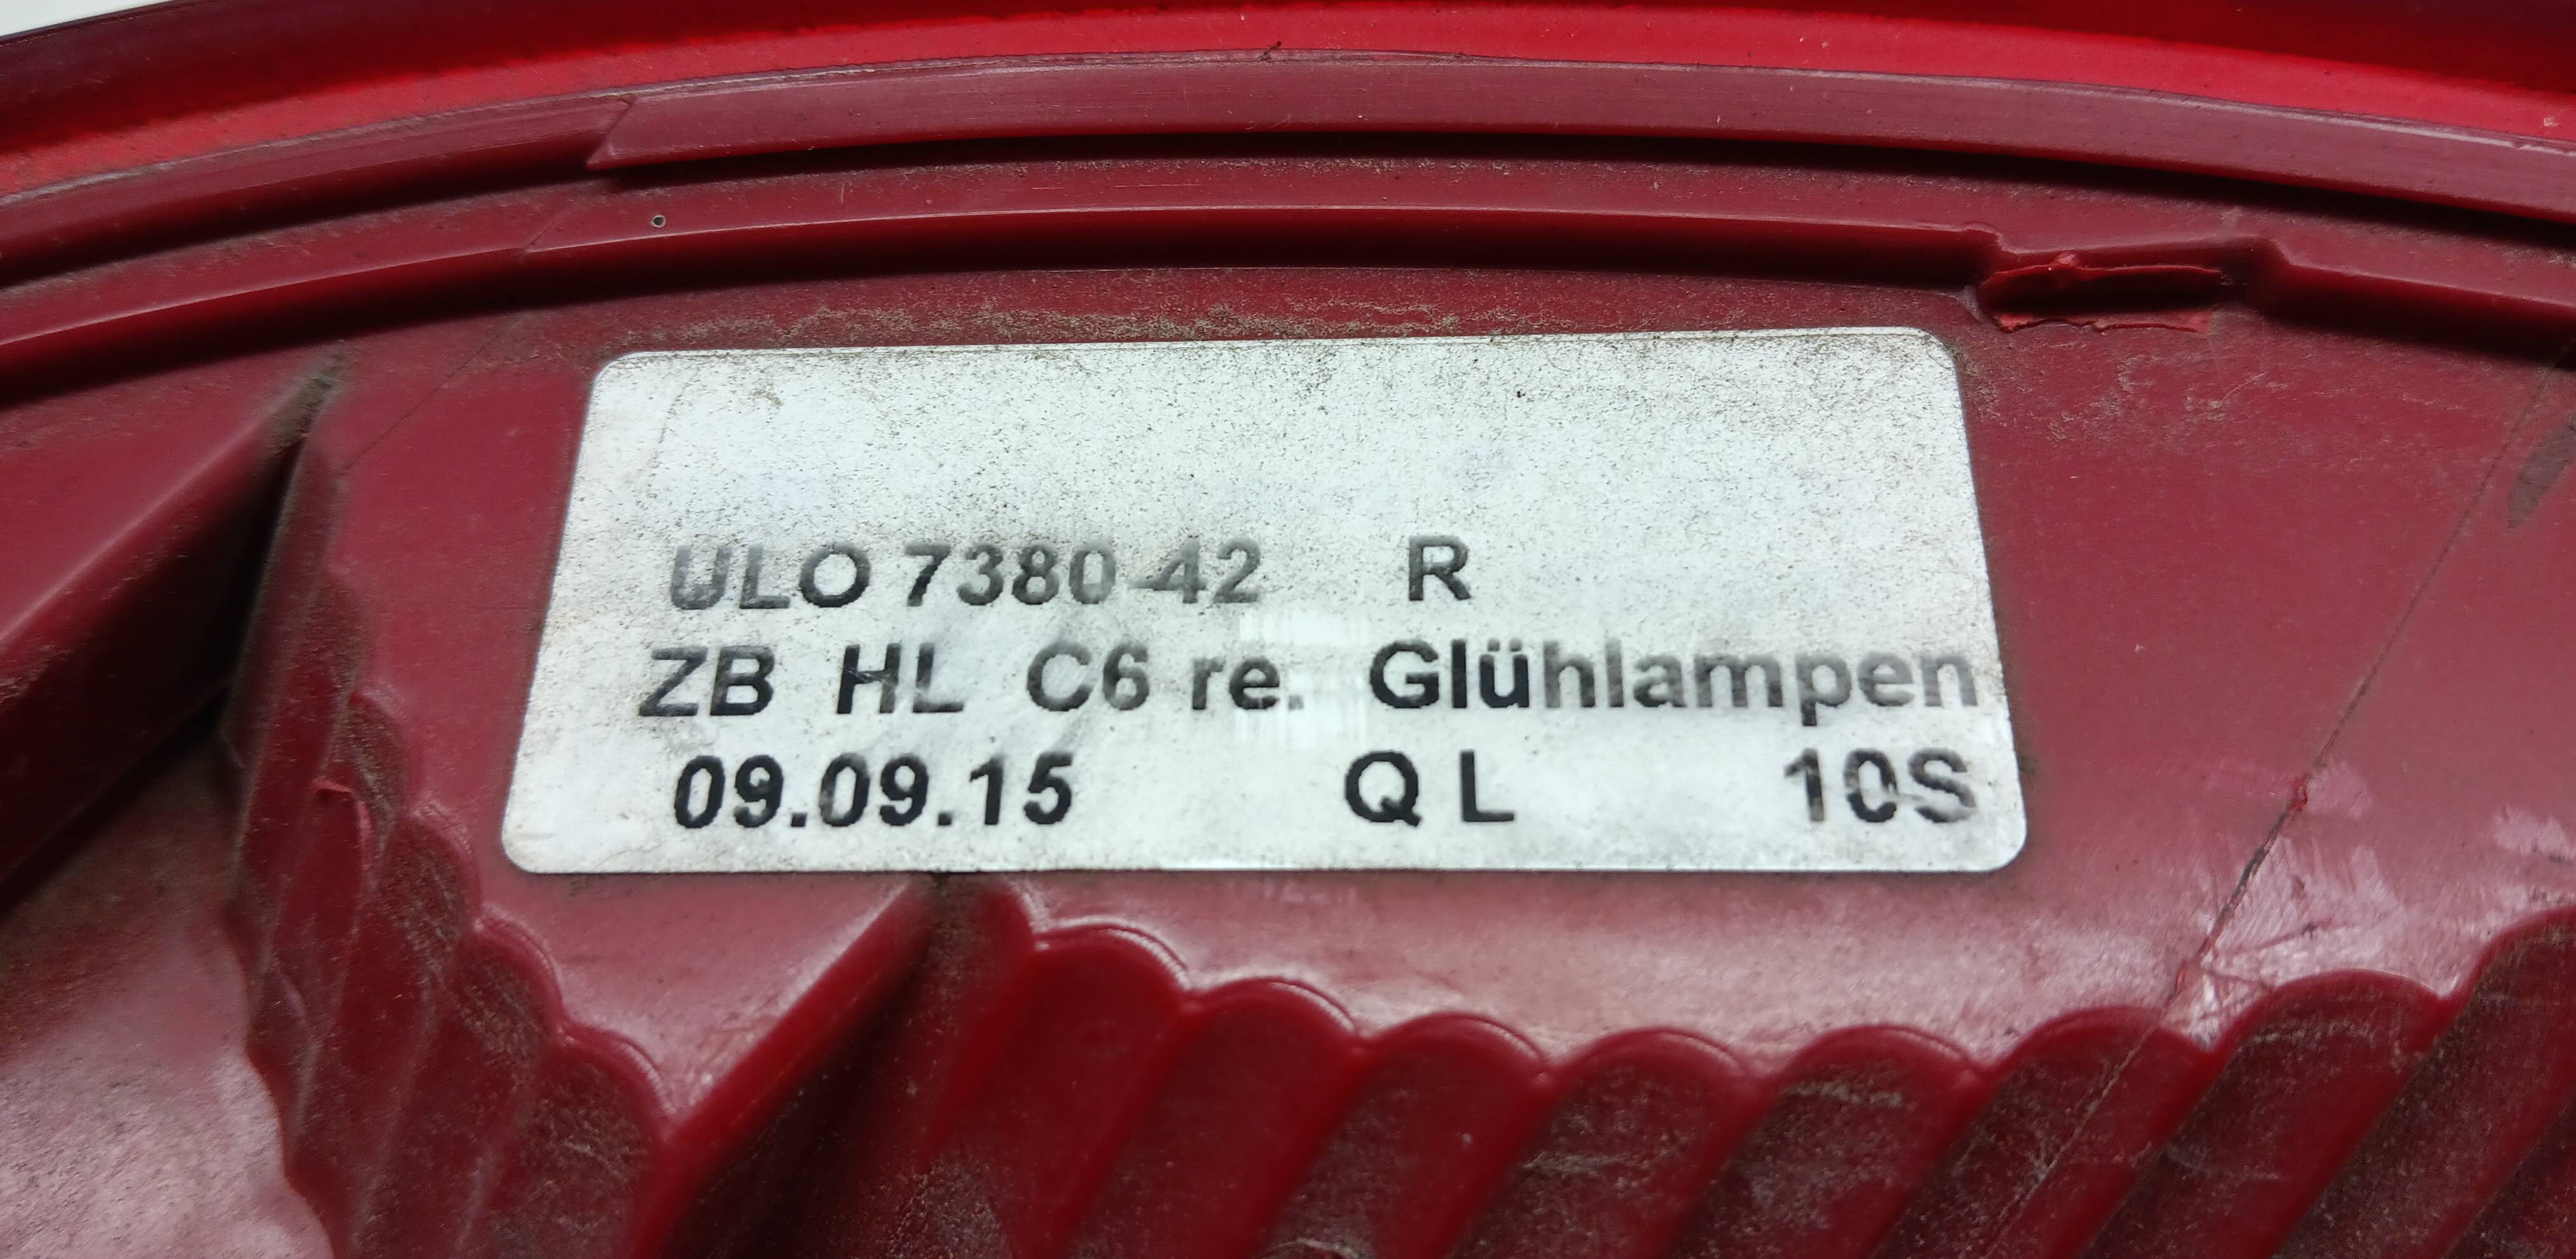 ULO 7380-42 R
ZB HL C6 re. Glühlampen
09.09.15 QL 10S